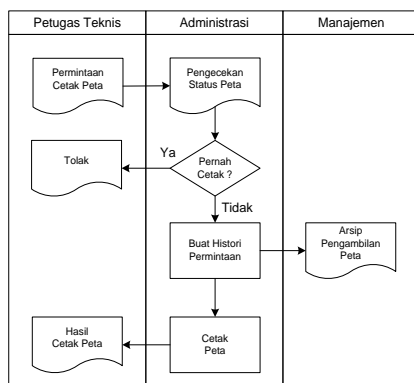 Petugas Teknis
Administrasi
Manajemen
Permintaan
Cetak Peta
Pengecekan
Status Peta
Tolak
Ya
Pernah
Cetak ?
Tidak
Buat Histori
Permintaan
Arsip
Pengambilan
Peta
Hasil
Cetak Peta
Cetak
Peta